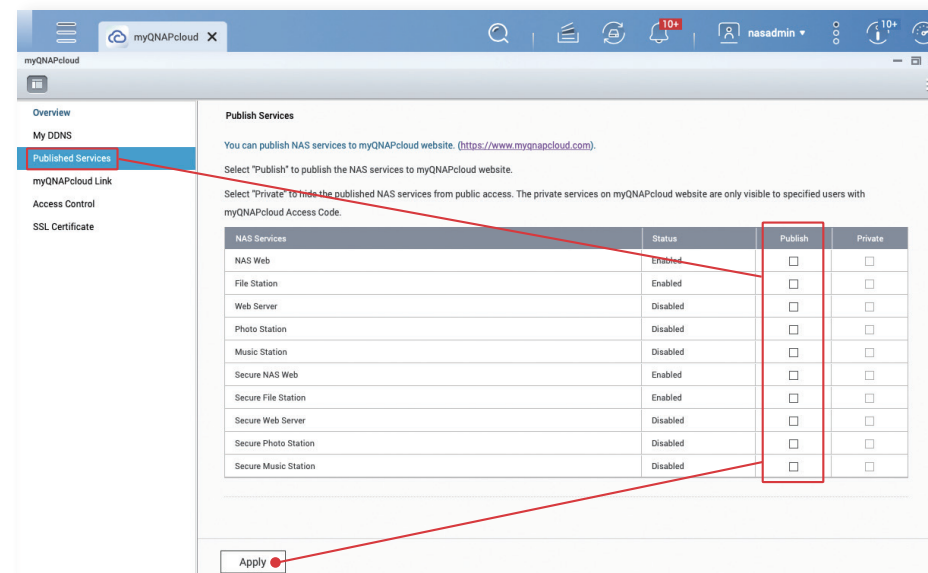 myQNAPcloud X
10+
nasadmin
10+
myQNAPcloud
Overview
My DDNS
Published Services
myQNAPcloud Link
Access Control
SSL Certificate
Publish Services
You can publish NAS services to myQNAPcloud website. (https://www.myqnapcloud.com).
Select "Publish" to publish the NAS services to myQNAPcloud website.
Select "Private" to hide the published NAS services from public access. The private services on myQNAPcloud website are only visible to specified users with
myQNAPcloud Access Code.
NAS Services Status Publish Private
NAS Web Enabled
File Station Enabled
Web Server Disabled
Photo Station Disabled
Music Station Disabled
Secure NAS Web Enabled
Secure File Station Enabled
Secure Web Server Disabled
Secure Photo Station Disabled
Secure Music Station Disabled
Apply